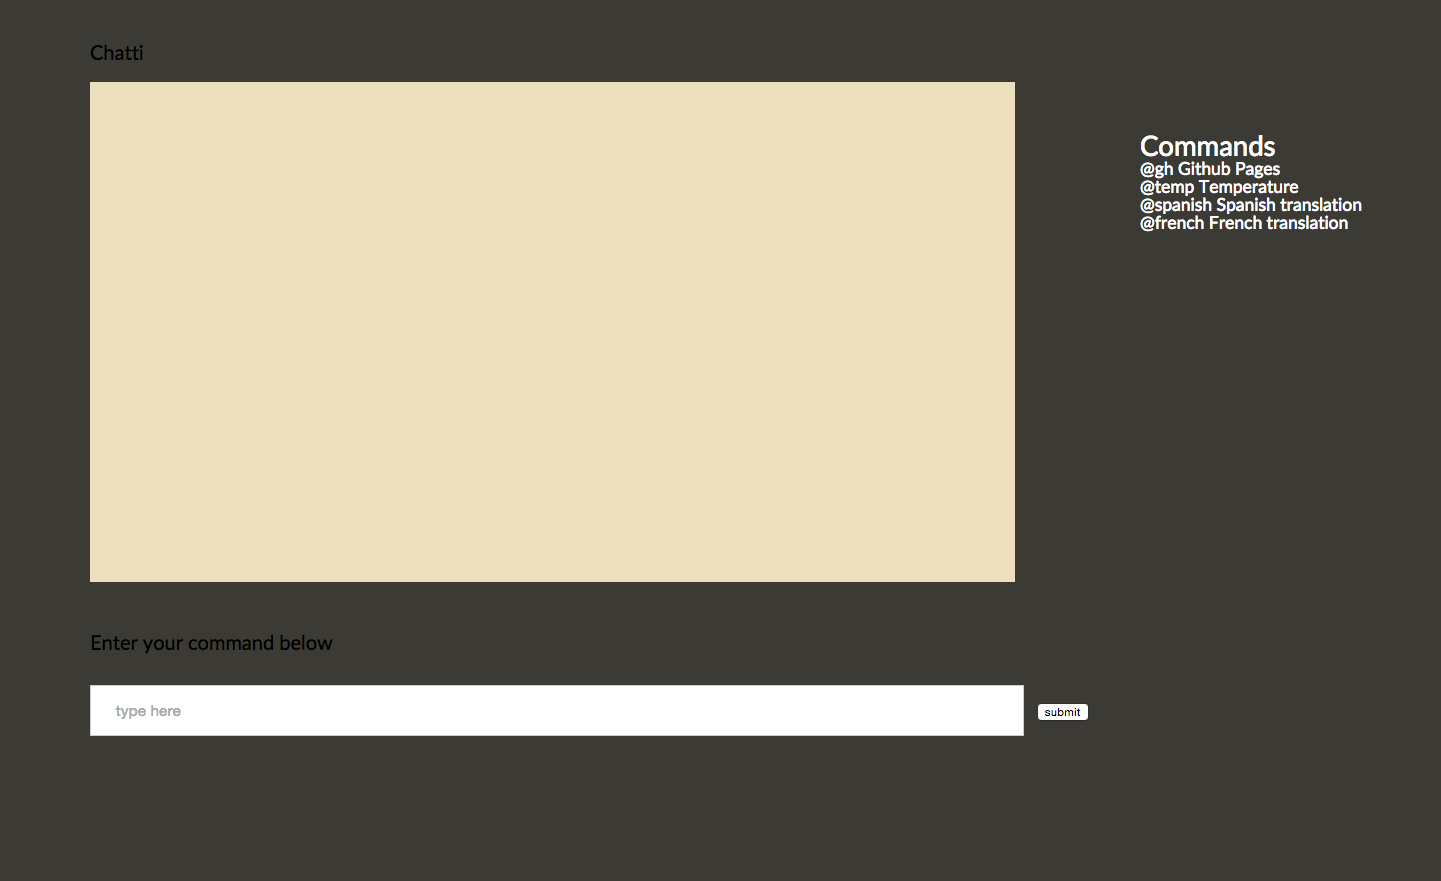 Chatti
Commands
@gh Github Pages
@temp Temperature
@spanish Spanish translation
@french French translation
Enter your command below
type here
submit